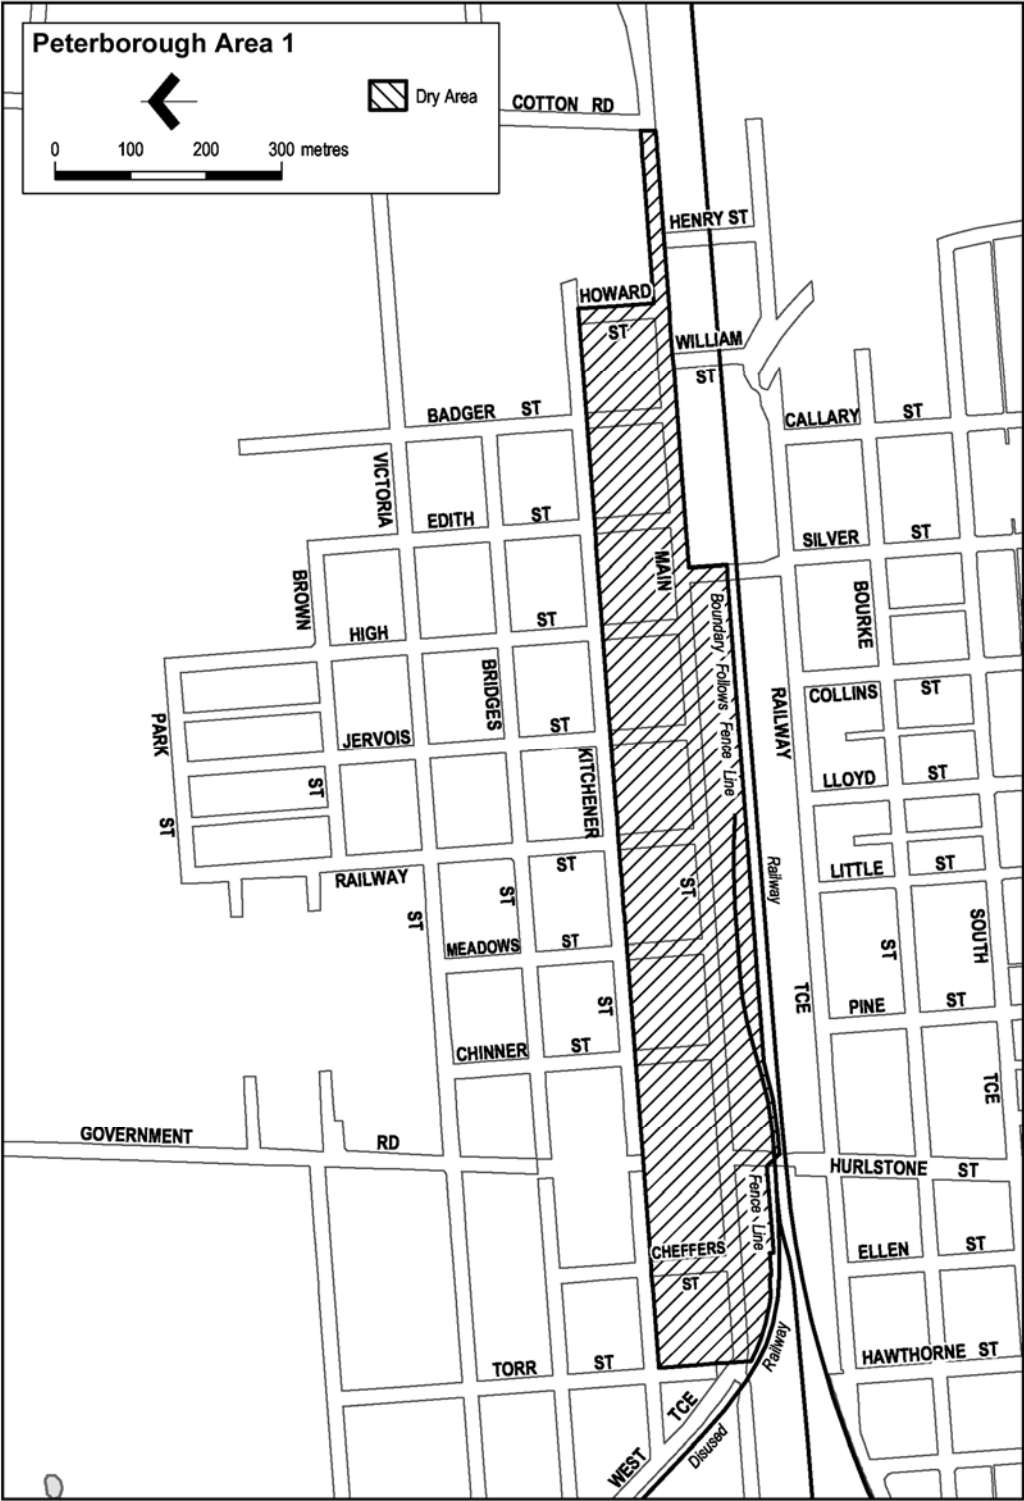 Peterborough Area 1
Dry Area
0 100 200 300 metres
COTTON RD
HENRY ST
HOWARD
ST
WILLIAM
ST
BADGER ST
CALLARY ST
VICTORIA
EDITH ST
SILVER ST
MAIN
BROWN
BOURKE
HIGH ST
Boundary Follows Fence Line
BRIDGES
COLLINS ST
PARK
JERVOIS ST
RAILWAY
KITCHENER
LLOYD ST
ST
ST
RAILWAY ST
LITTLE ST
Railway
ST
ST
ST
MEADOWS ST
ST
SOUTH
ST
TCE
PINE ST
CHINNER ST
TCE
GOVERNMENT RD
HURLSTONE ST
Fence Line
CHEFFERS
ST
ELLEN ST
HAWTHORNE ST
TORR ST
Railway
WEST TCE
Disused